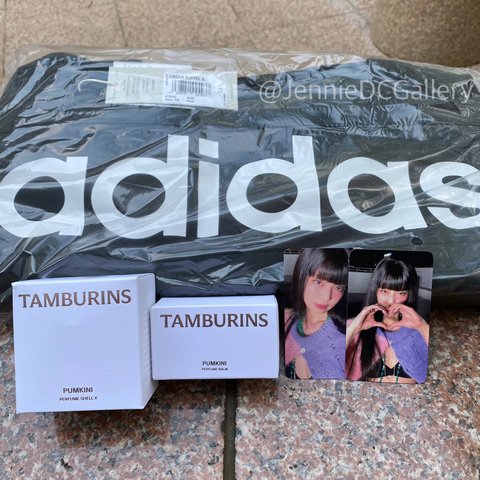 LINEAR DUFFEL S
@JennieDCGallery
adidas
TAMBURINS
PUMKINI
PERFUME SHELL X
TAMBURINS
PUMKINI
PERFUME BALM